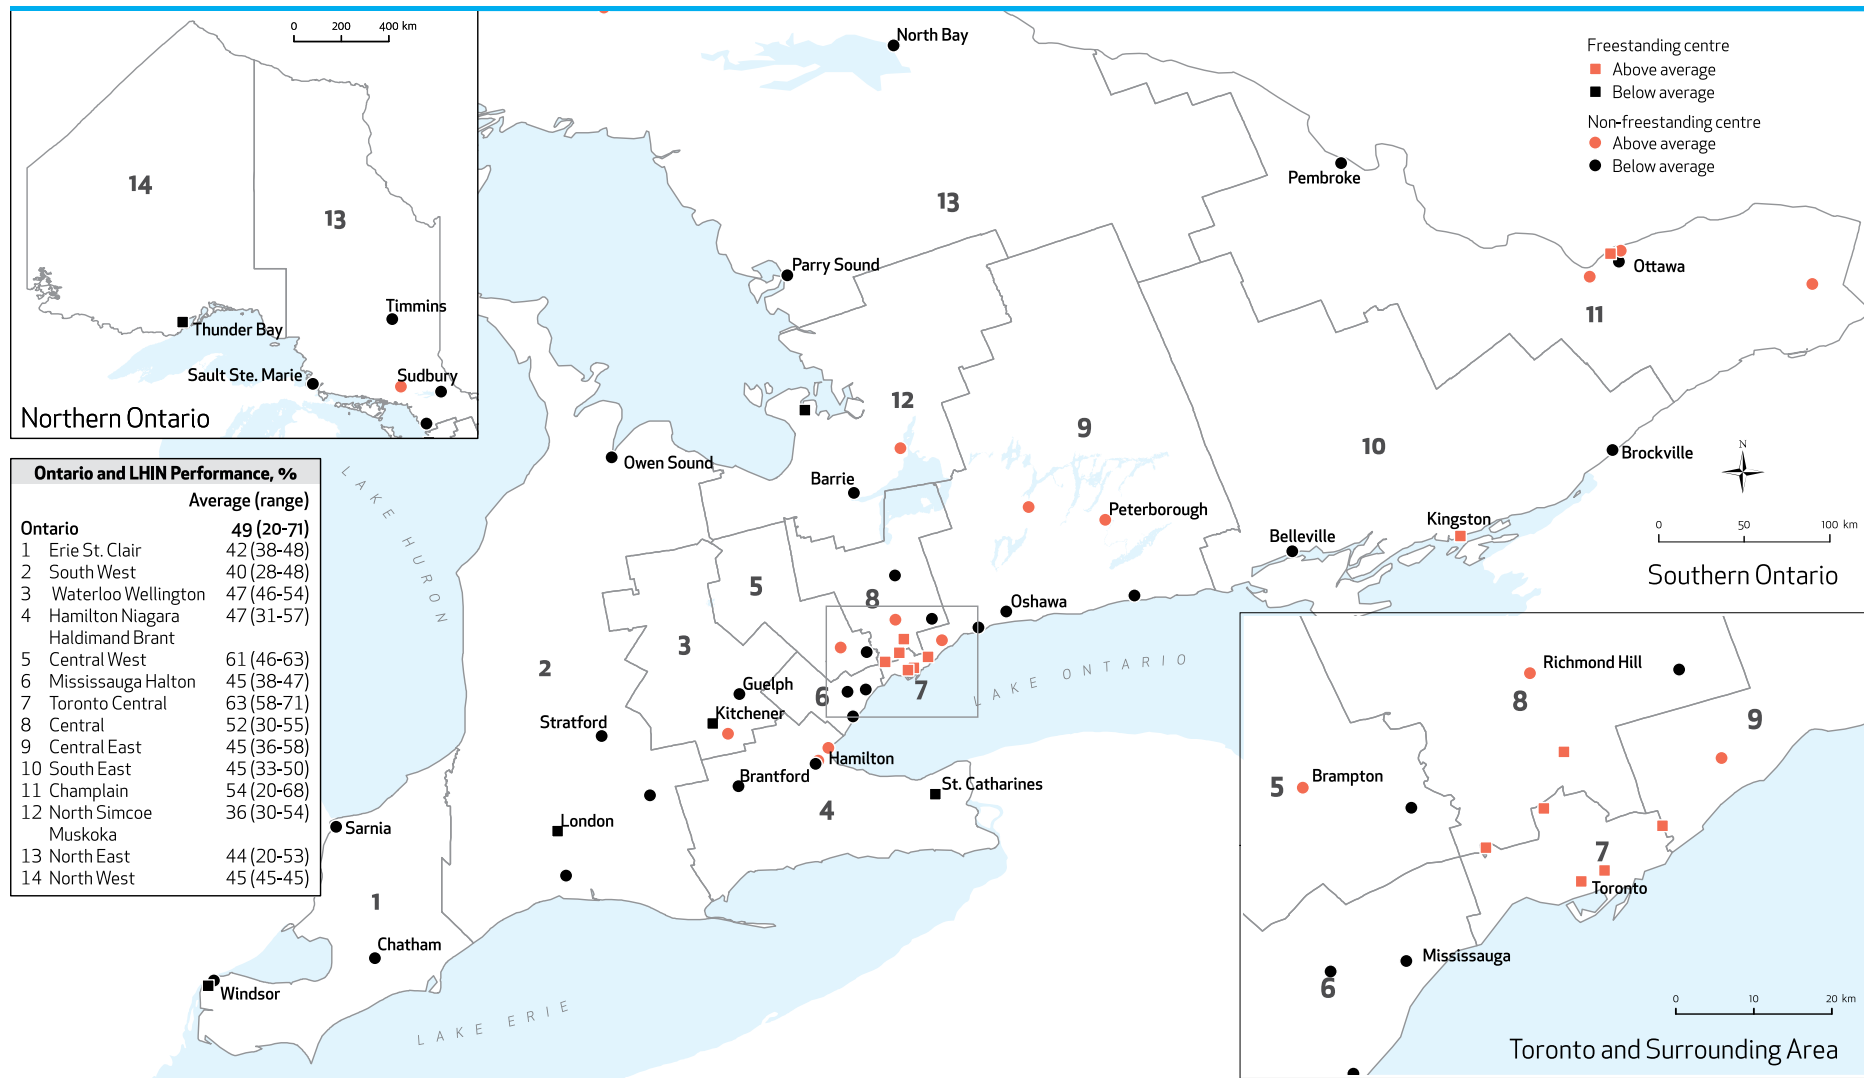 0 200 400 km
14
13
Timmins
Thunder Bay
Sault Ste. Marie
Sudbury
Northern Ontario
North Bay
Freestanding centre
Above average
Below average
Non-freestanding centre
Above average
Below average
Pembroke
13
Parry Sound
Ottawa
11
12
9
10
Owen Sound
Barrie
Brockville
N
Peterborough
Kingston
Belleville
0 50 100 km
Southern Ontario
LAKE HURON
5
8
Oshawa
3
2
6
7
LAKE ONTARIO
Guelph
Kitchener
Stratford
Hamilton
Brantford
St. Catharines
4
London
Sarnia
1
Chatham
Windsor
LAKE ERIE
Ontario and LHIN Performance, %
Average (range)
Ontario 49 (20-71)
1 Erie St. Clair 42 (38-48)
2 South West 40 (28-48)
3 Waterloo Wellington 47 (46-54)
4 Hamilton Niagara 47 (31-57)
Haldimand Brant
5 Central West 61 (46-63)
6 Mississauga Halton 45 (38-47)
7 Toronto Central 63 (58-71)
8 Central 52 (30-55)
9 Central East 45 (36-58)
10 South East 45 (33-50)
11 Champlain 54 (20-68)
12 North Simcoe 36 (30-54)
Muskoka
13 North East 44 (20-53)
14 North West 45 (45-45)
Richmond Hill
8
9
5
Brampton
7
Toronto
Mississauga
6
0 10 20 km
Toronto and Surrounding Area